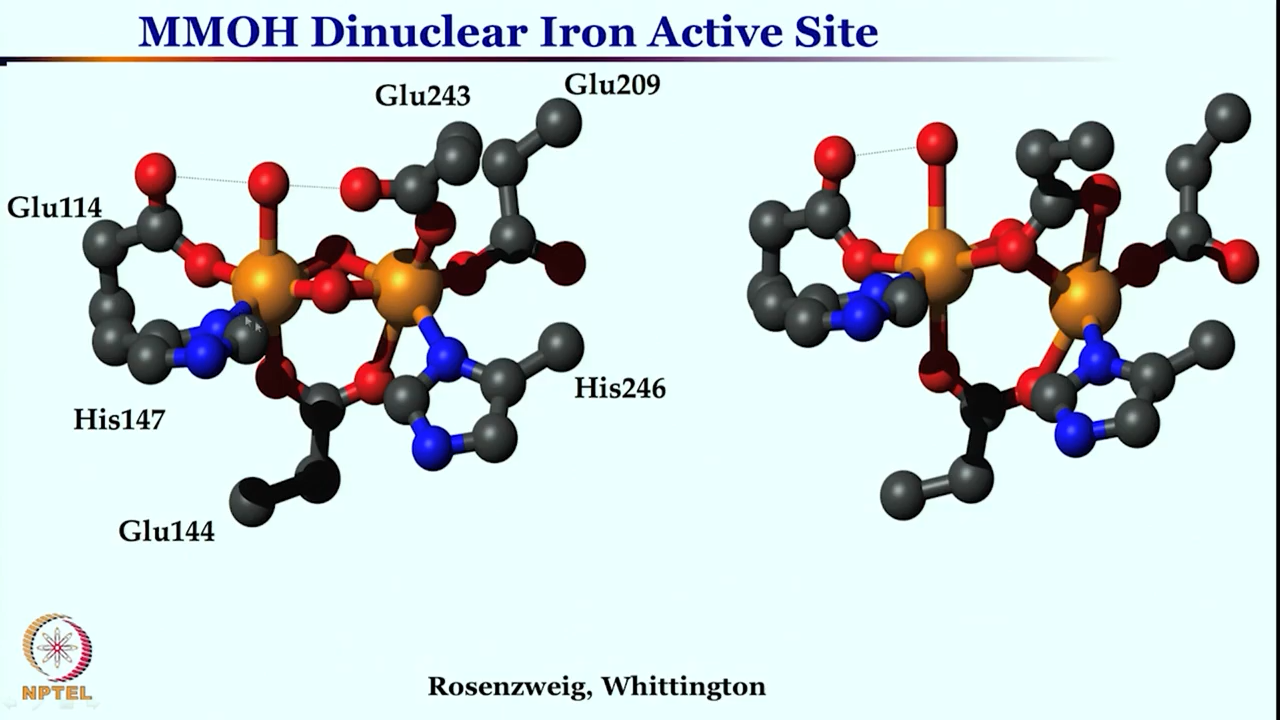 MMOH Dinuclear Iron Active Site
Glu243
Glu209
Glu114
His147
His246
Glu144
NPTEL
Rosenzweig, Whittington